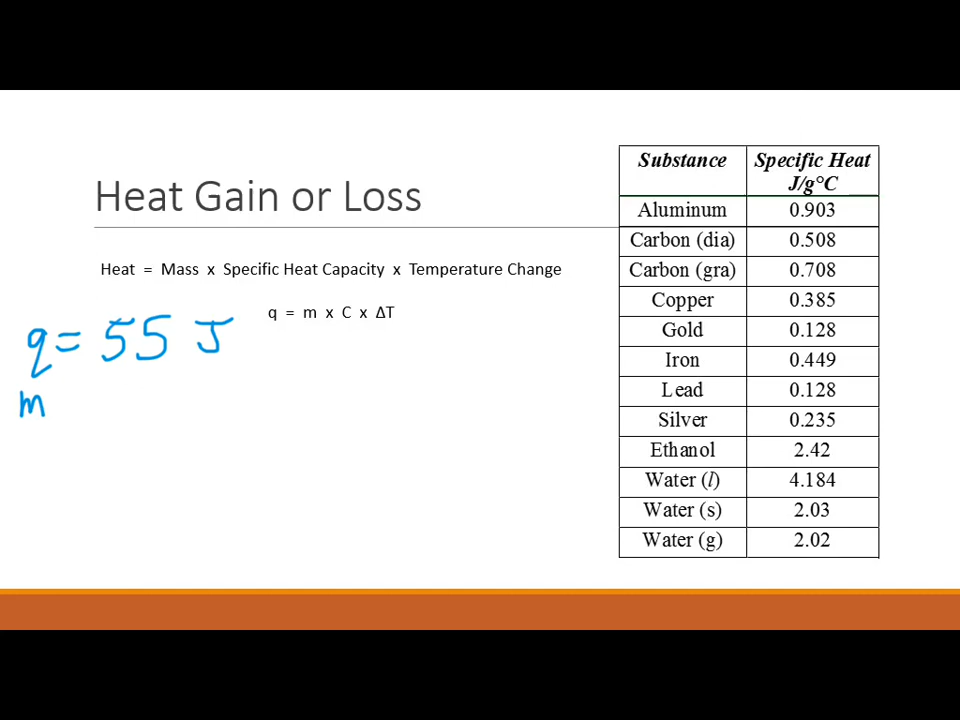 Heat Gain or Loss
Heat = Mass x Specific Heat Capacity x Temperature Change
q = m x C x ΔT
q = 55 J
m
Substance Specific Heat
J/g°C
Aluminum 0.903
Carbon (dia) 0.508
Carbon (gra) 0.708
Copper 0.385
Gold 0.128
Iron 0.449
Lead 0.128
Silver 0.235
Ethanol 2.42
Water (l) 4.184
Water (s) 2.03
Water (g) 2.02